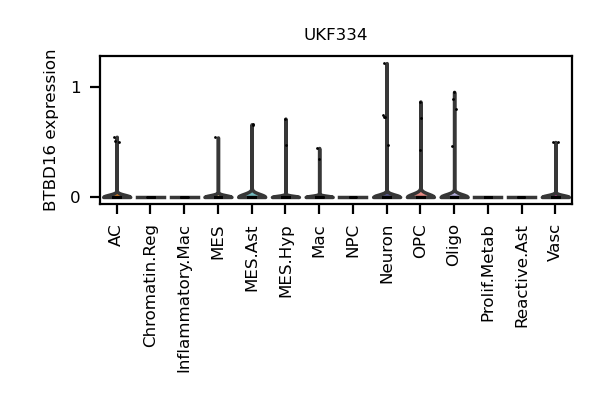 UKF334
BTBD16 expression
1
0
AC
Chromatin.Reg
Inflammatory.Mac
MES
MES.Ast
MES.Hyp
Mac
NPC
Neuron
OPC
Oligo
Prolif.Metab
Reactive.Ast
Vasc